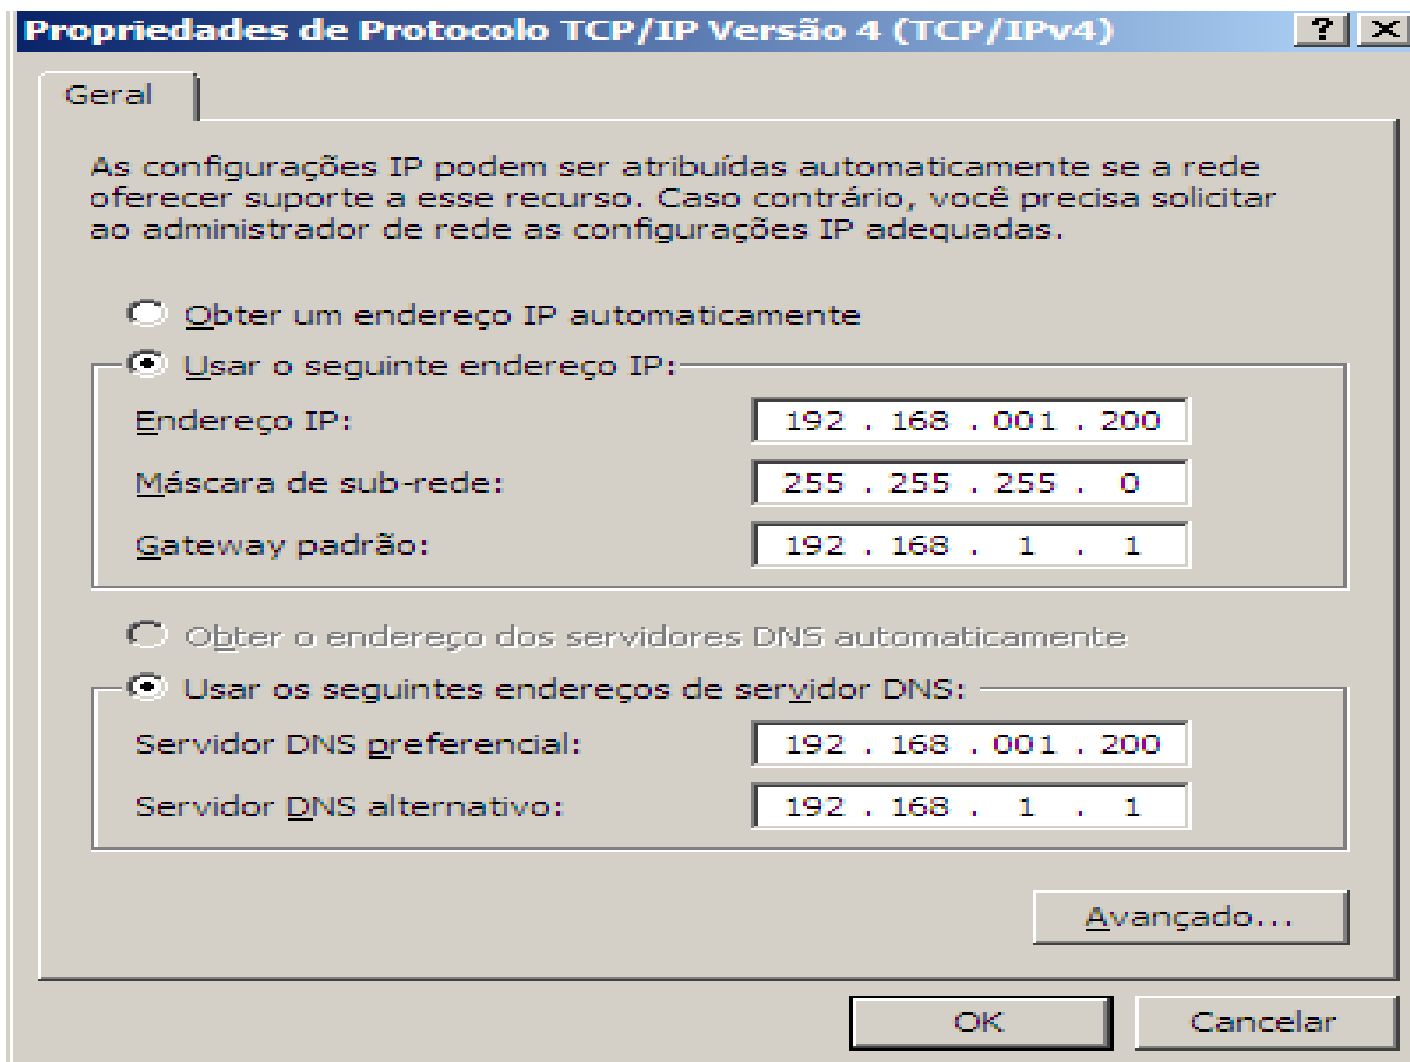 Propriedades de Protocolo TCP/IP Versão 4 (TCP/IPv4)
Geral
As configurações IP podem ser atribuídas automaticamente se a rede
oferecer suporte a esse recurso. Caso contrário, você precisa solicitar
ao administrador de rede as configurações IP adequadas.
Obter um endereço IP automaticamente
Usar o seguinte endereço IP:
Endereço IP: 192 . 168 . 001 . 200
Máscara de sub-rede: 255 . 255 . 255 . 0
Gateway padrão: 192 . 168 . 1 . 1
Obter o endereço dos servidores DNS automaticamente
Usar os seguintes endereços de servidor DNS:
Servidor DNS preferencial: 192 . 168 . 001 . 200
Servidor DNS alternativo: 192 . 168 . 1 . 1
Avançado...
OK Cancelar